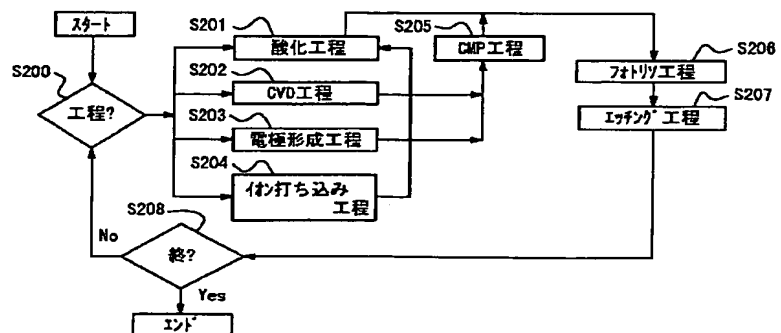 スタート
S200
工程?
S201
酸化工程
S202
CVD工程
S203
電極形成工程
S204
イオン打ち込み
工程
S205
CMP工程
S206
フォトリソ工程
S207
エッチング工程
S208
終?
No
Yes
エンド